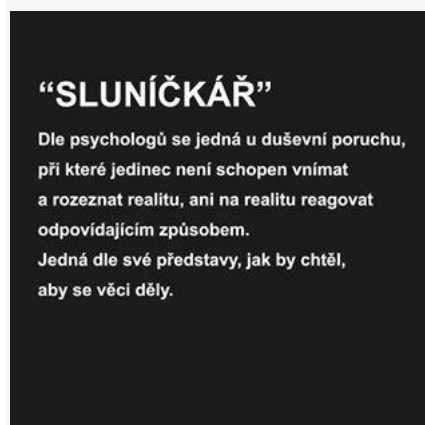 “SLUNÍČKÁŘ”
Dle psychologů se jedná u duševní poruchu,
při které jedinec není schopen vnímat
a rozeznat realitu, ani na realitu reagovat
odpovídajícím způsobem.
Jedná dle své představy, jak by chtěl,
aby se věci děly.